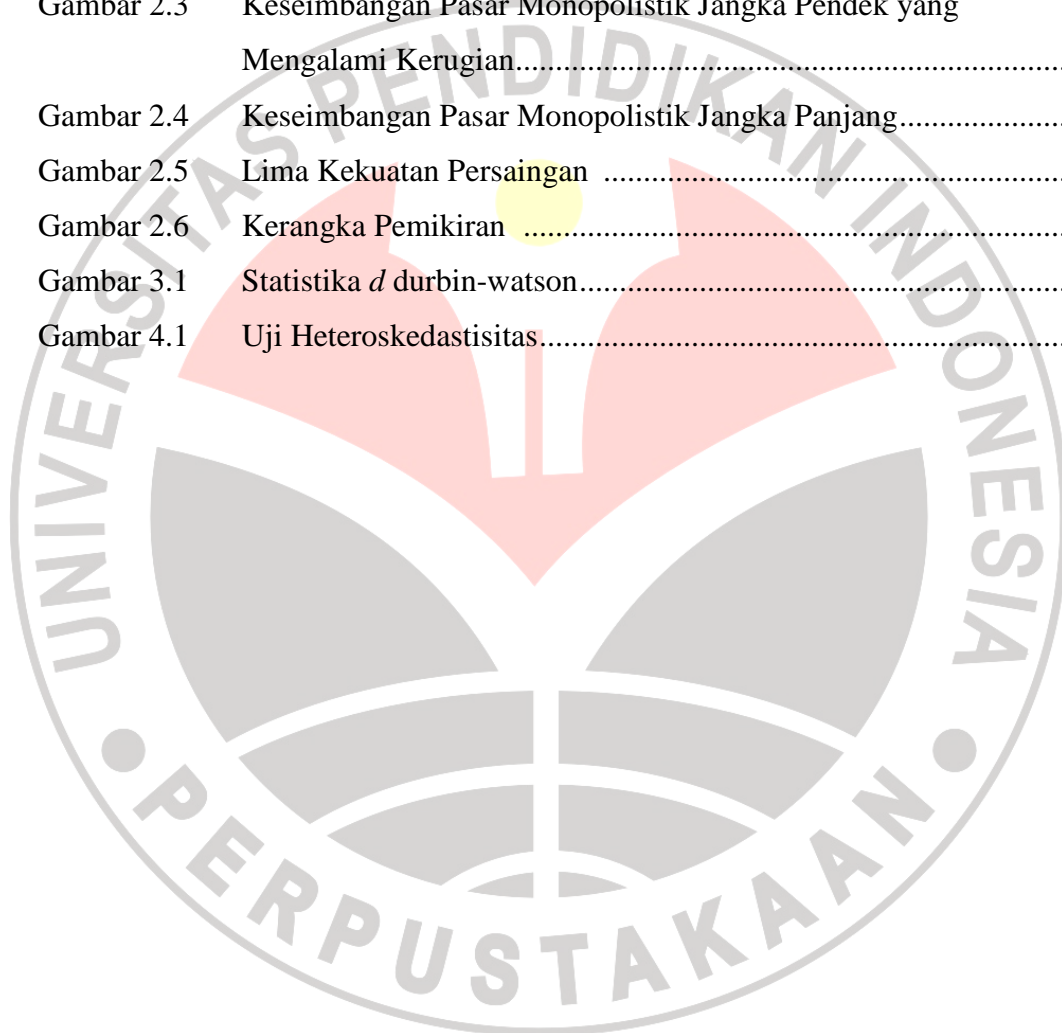 Gambar 2.3 Keseimbangan Pasar Monopolistik Jangka Pendek yang
Mengalami Kerugian.......................................................................................
Gambar 2.4 Keseimbangan Pasar Monopolistik Jangka Panjang..........................
Gambar 2.5 Lima Kekuatan Persaingan ..........................................................................
Gambar 2.6 Kerangka Pemikiran .......................................................................................
Gambar 3.1 Statistika d durbin-watson..............................................................................
Gambar 4.1 Uji Heteroskedastisitas....................................................................................
UNIVERSITAS PENDIDIKAN INDONESIA
PERPUSTAKAAN